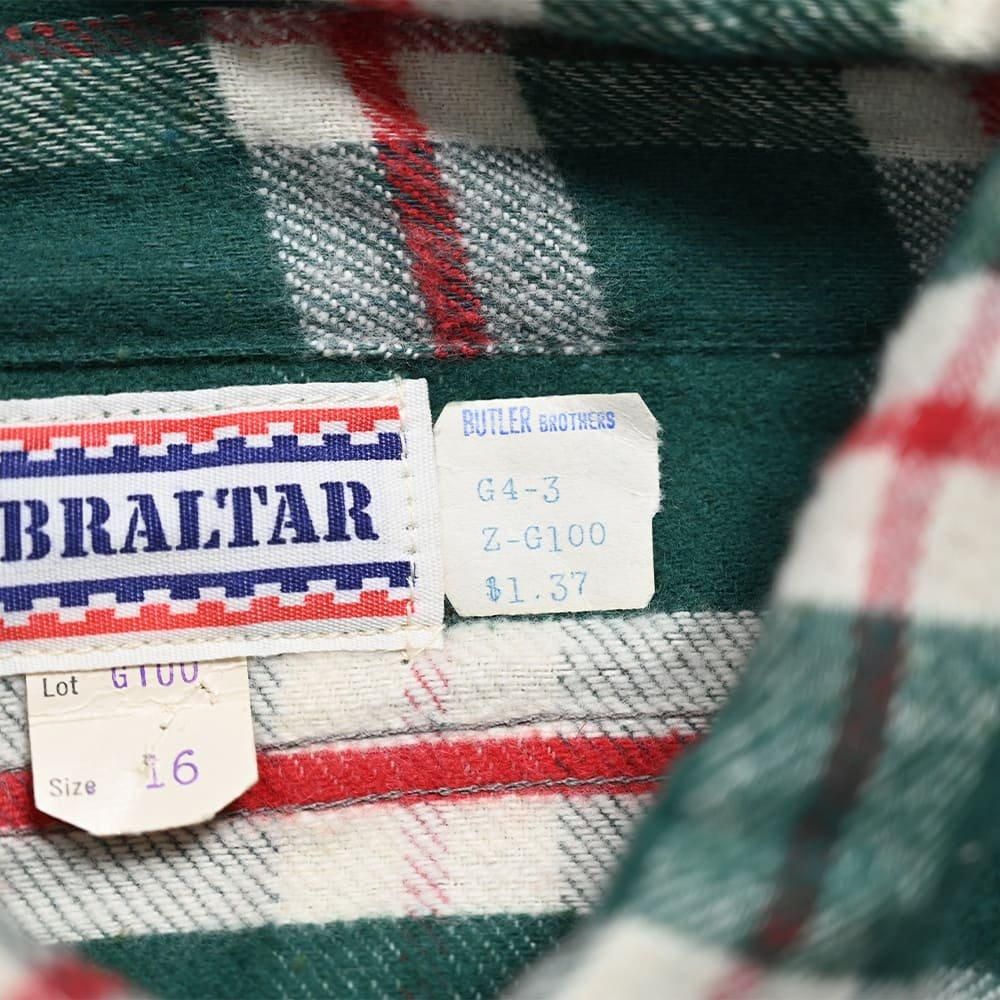 BRALTAR
BUTLER BROTHERS
G4-3
Z-G100
$1.37
Lot G100
Size 16